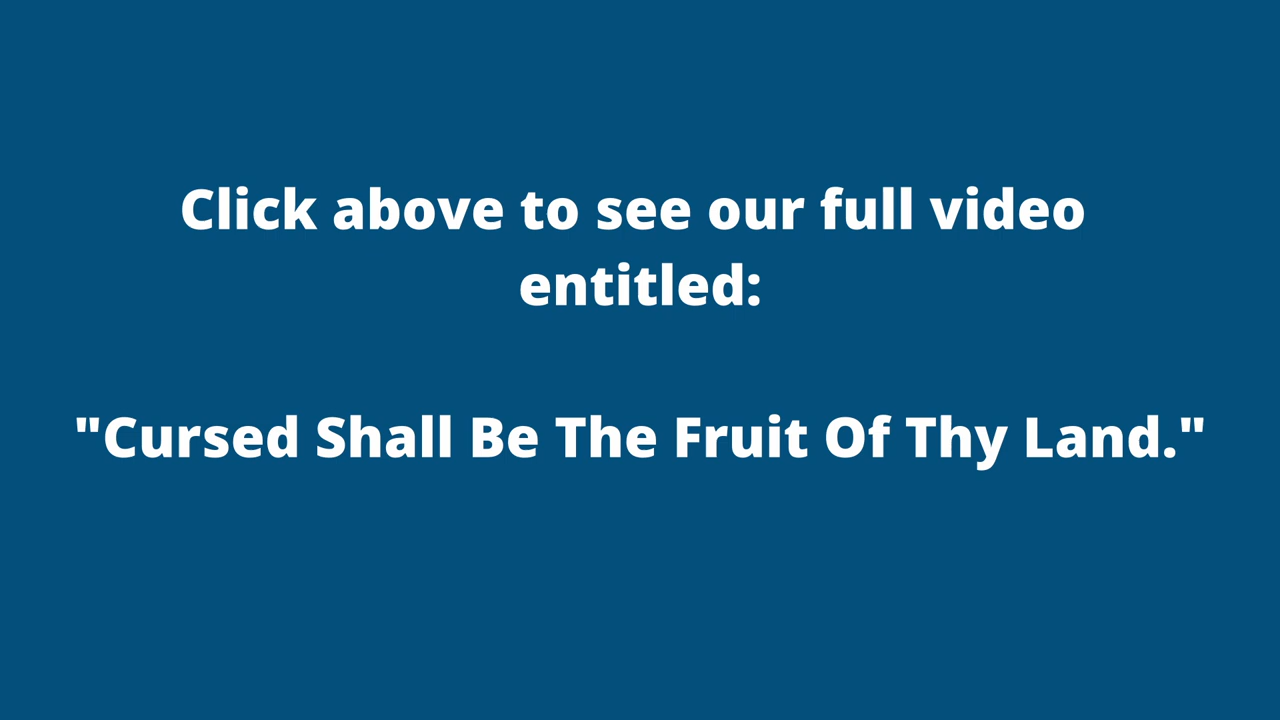 Click above to see our full video
entitled:
"Cursed Shall Be The Fruit Of Thy Land."